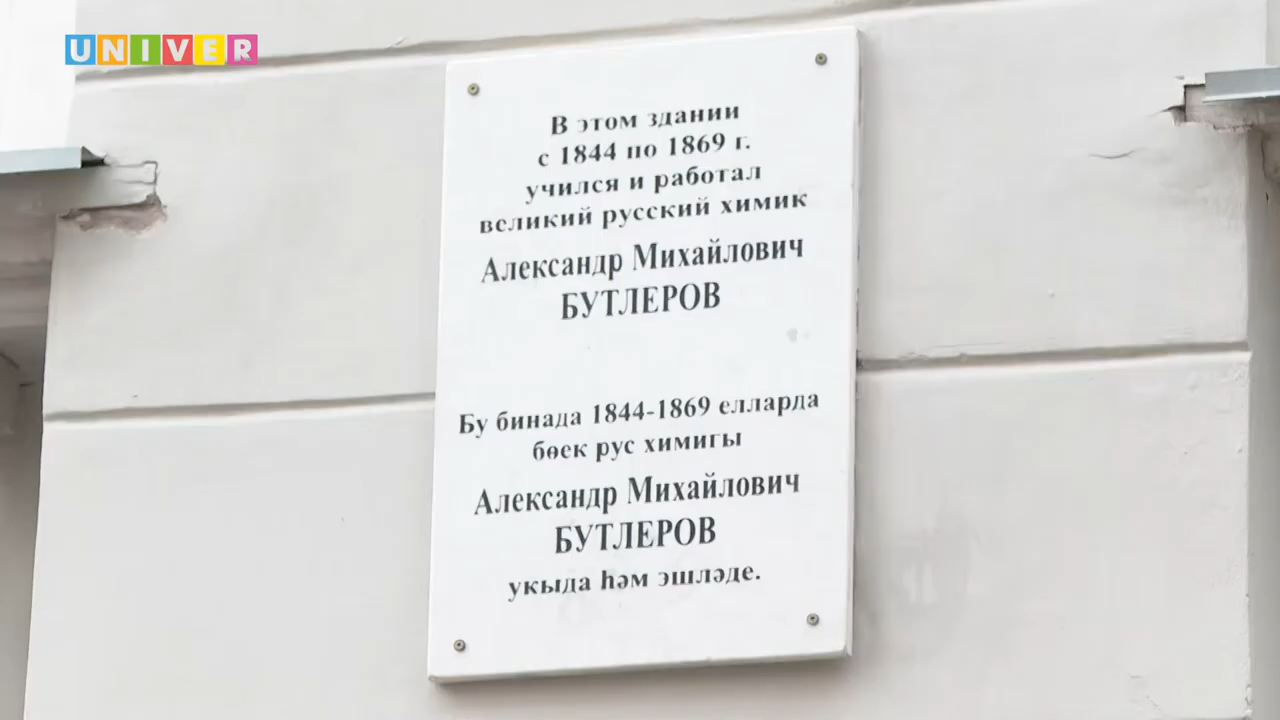 UNIVER
В этом здании
с 1844 по 1869 г.
учился и работал
великий русский химик
Александр Михайлович
БУТЛЕРОВ
Бу бинада 1844-1869 елларда
бөек рус химигы
Александр Михайлович
БУТЛЕРОВ
укыда һәм эшләде.